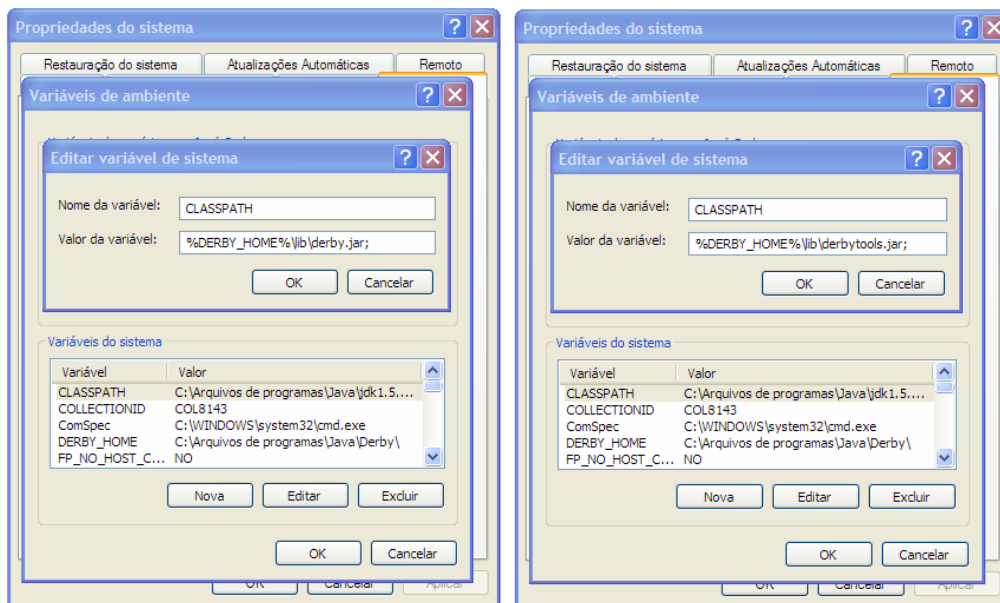 Propriedades do sistema
Restauração do sistema Atualizações Automáticas Remoto
Variáveis de ambiente
Editar variável de sistema
Nome da variável: CLASSPATH
Valor da variável: %DERBY_HOME%\lib\derby.jar;
OK Cancelar
Variáveis do sistema
Variável Valor
CLASSPATH C:\Arquivos de programas\Java\jdk1.5....
COLLECTIONID COL8143
ComSpec C:\WINDOWS\system32\cmd.exe
DERBY_HOME C:\Arquivos de programas\Java\Derby\
FP_NO_HOST_C... NO
Nova Editar Excluir
OK Cancelar
OK Cancelar Aplicar
Propriedades do sistema
Restauração do sistema Atualizações Automáticas Remoto
Variáveis de ambiente
Editar variável de sistema
Nome da variável: CLASSPATH
Valor da variável: %DERBY_HOME%\lib\derbytools.jar;
OK Cancelar
Variáveis do sistema
Variável Valor
CLASSPATH C:\Arquivos de programas\Java\jdk1.5....
COLLECTIONID COL8143
ComSpec C:\WINDOWS\system32\cmd.exe
DERBY_HOME C:\Arquivos de programas\Java\Derby\
FP_NO_HOST_C... NO
Nova Editar Excluir
OK Cancelar
OK Cancelar Aplicar